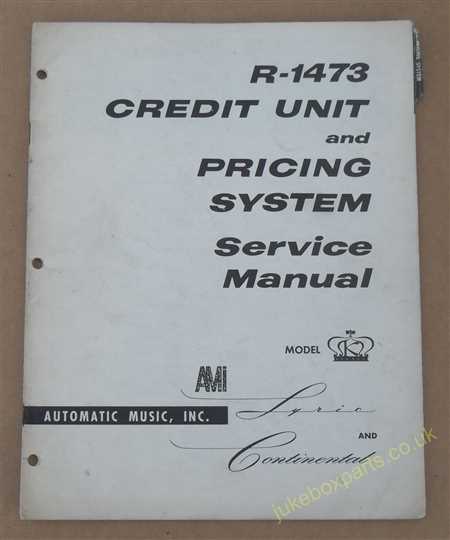 R-1473
CREDIT UNIT
and
PRICING
SYSTEM
Service
Manual
MODEL K
AMi
Lyric
AUTOMATIC MUSIC, INC.
AND
Continental
jukeboxparts.co.uk